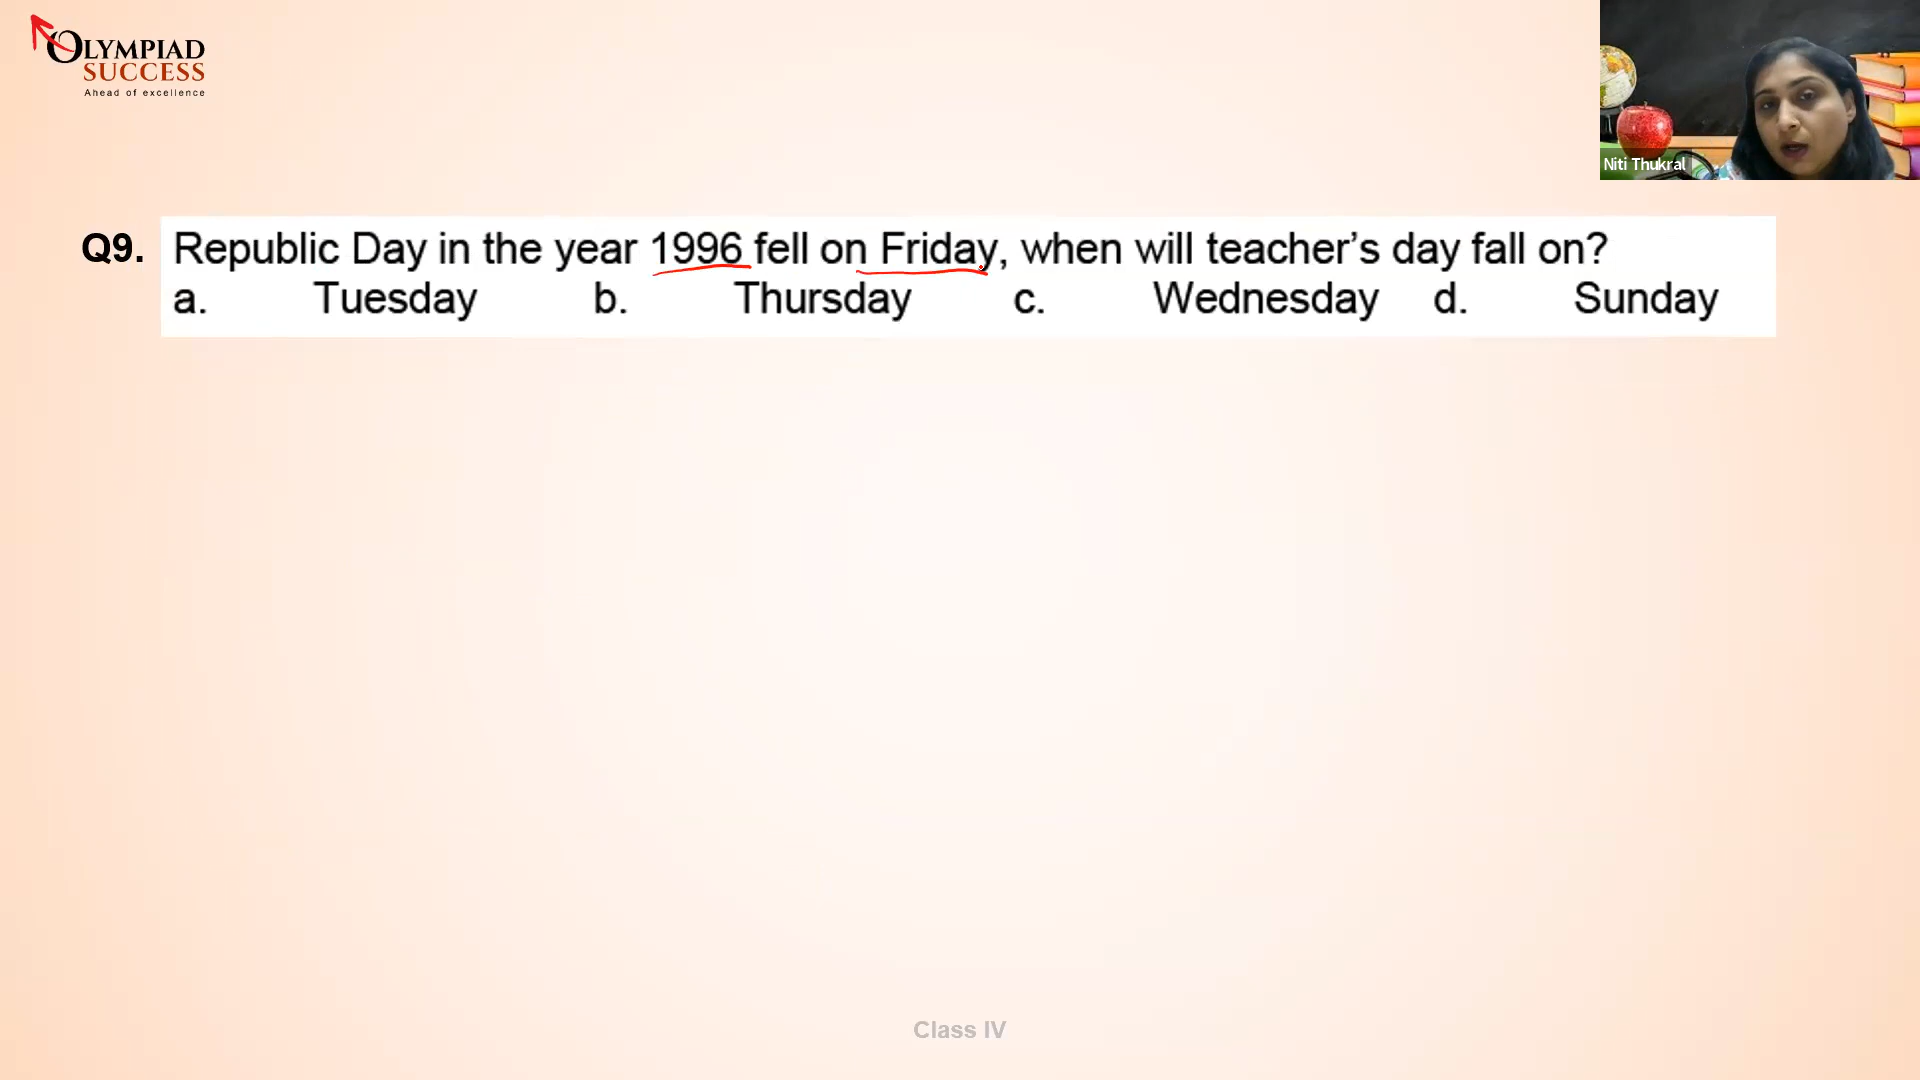 OLYMPIAD
SUCCESS
Ahead of excellence
Niti Thukral
Q9. Republic Day in the year 1996 fell on Friday, when will teacher’s day fall on?
a. Tuesday b. Thursday c. Wednesday d. Sunday
Class IV